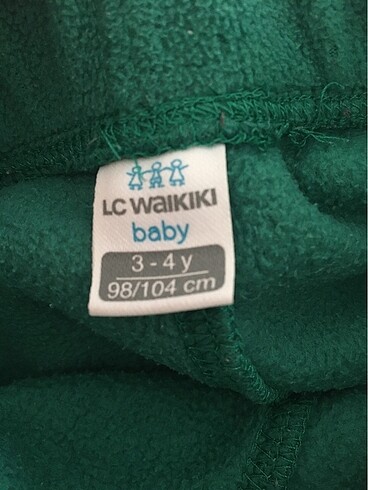 LC WAIKIKI
baby
3 - 4 y
98/104 cm